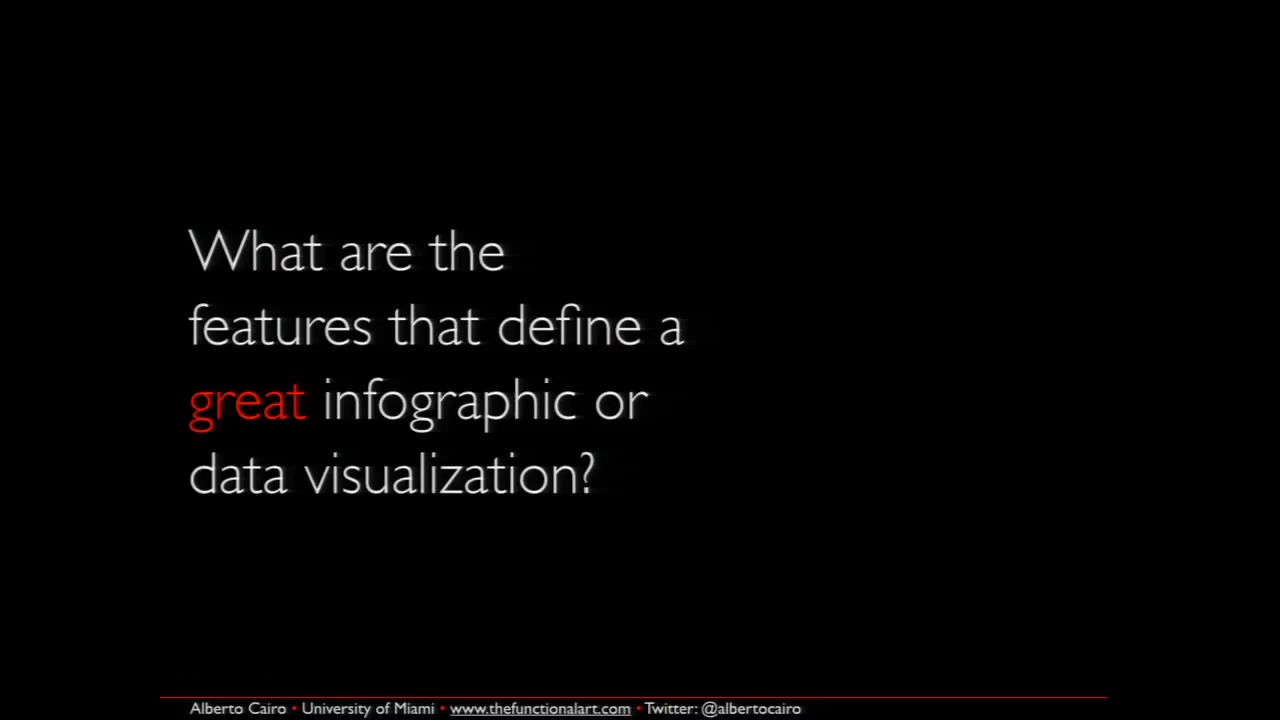 What are the
features that define a
great infographic or
data visualization?
Alberto Cairo • University of Miami • www.thefunctionalart.com • Twitter: @albertocairo